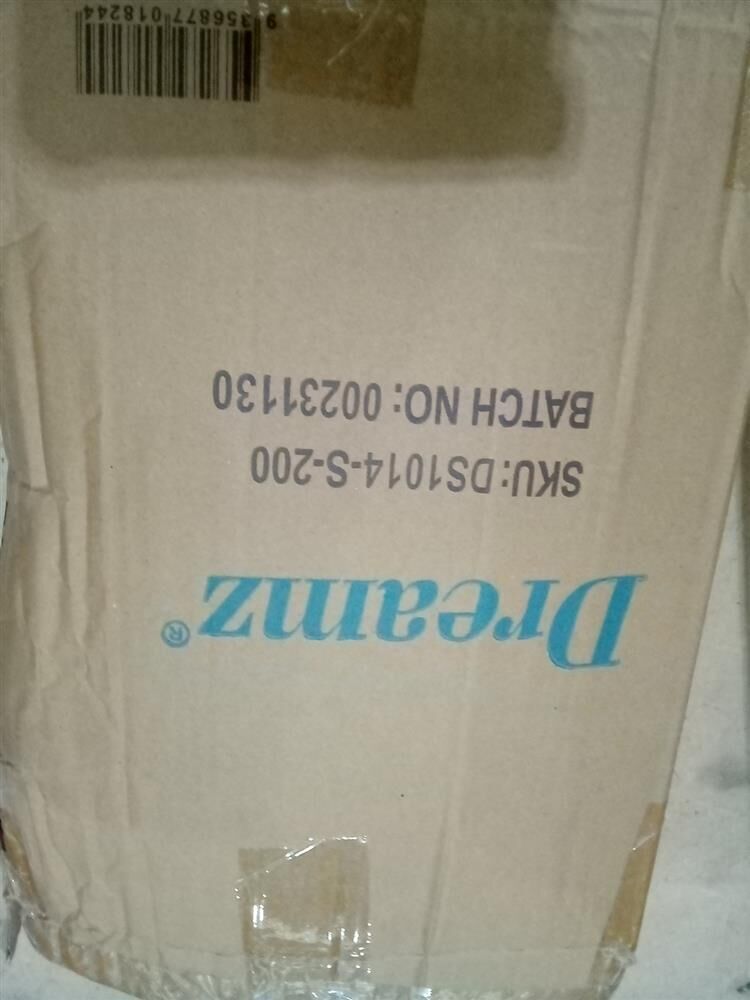 Dreamz®
SKU: DS1014-S-200
BATCH NO: 00231130
9 356877 018244